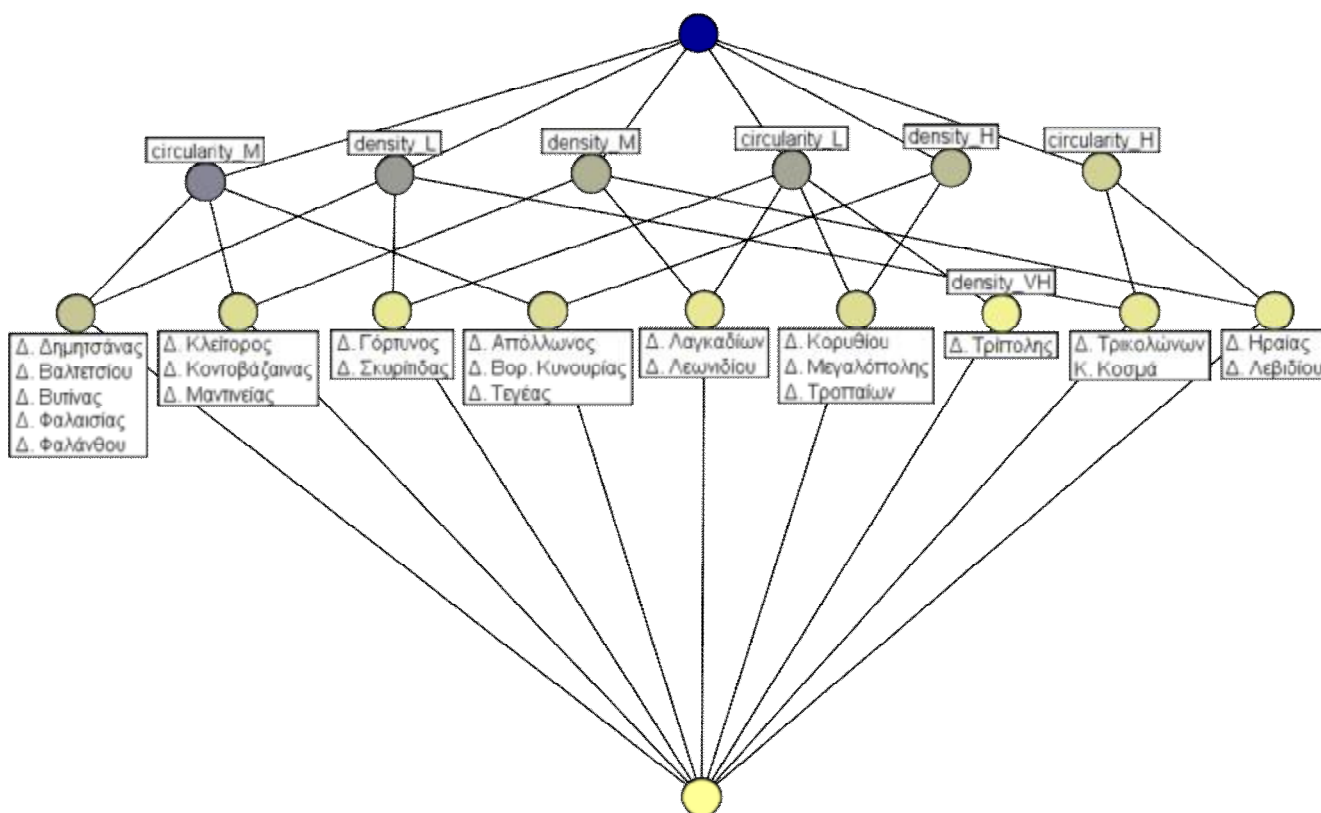 circularity_M
density_L
density_M
circularity_L
density_H
circularity_H
density_VH
Δ. Δημητσάνας
Δ. Βαλτετσίου
Δ. Βυτίνας
Δ. Φαλαισίας
Δ. Φαλάνθου
Δ. Κλείτορος
Δ. Κοντοβάζαινας
Δ. Μαντινείας
Δ. Γόρτυνος
Δ. Σκυρίτιδας
Δ. Απόλλωνος
Δ. Βορ. Κυνουρίας
Δ. Τεγέας
Δ. Λαγκαδίων
Δ. Λεωνιδίου
Δ. Κορυθίου
Δ. Μεγαλόπολης
Δ. Τροπαίων
Δ. Τρίπολης
Δ. Τρικολώνων
Κ. Κοσμά
Δ. Ηραίας
Δ. Λεβιδίου